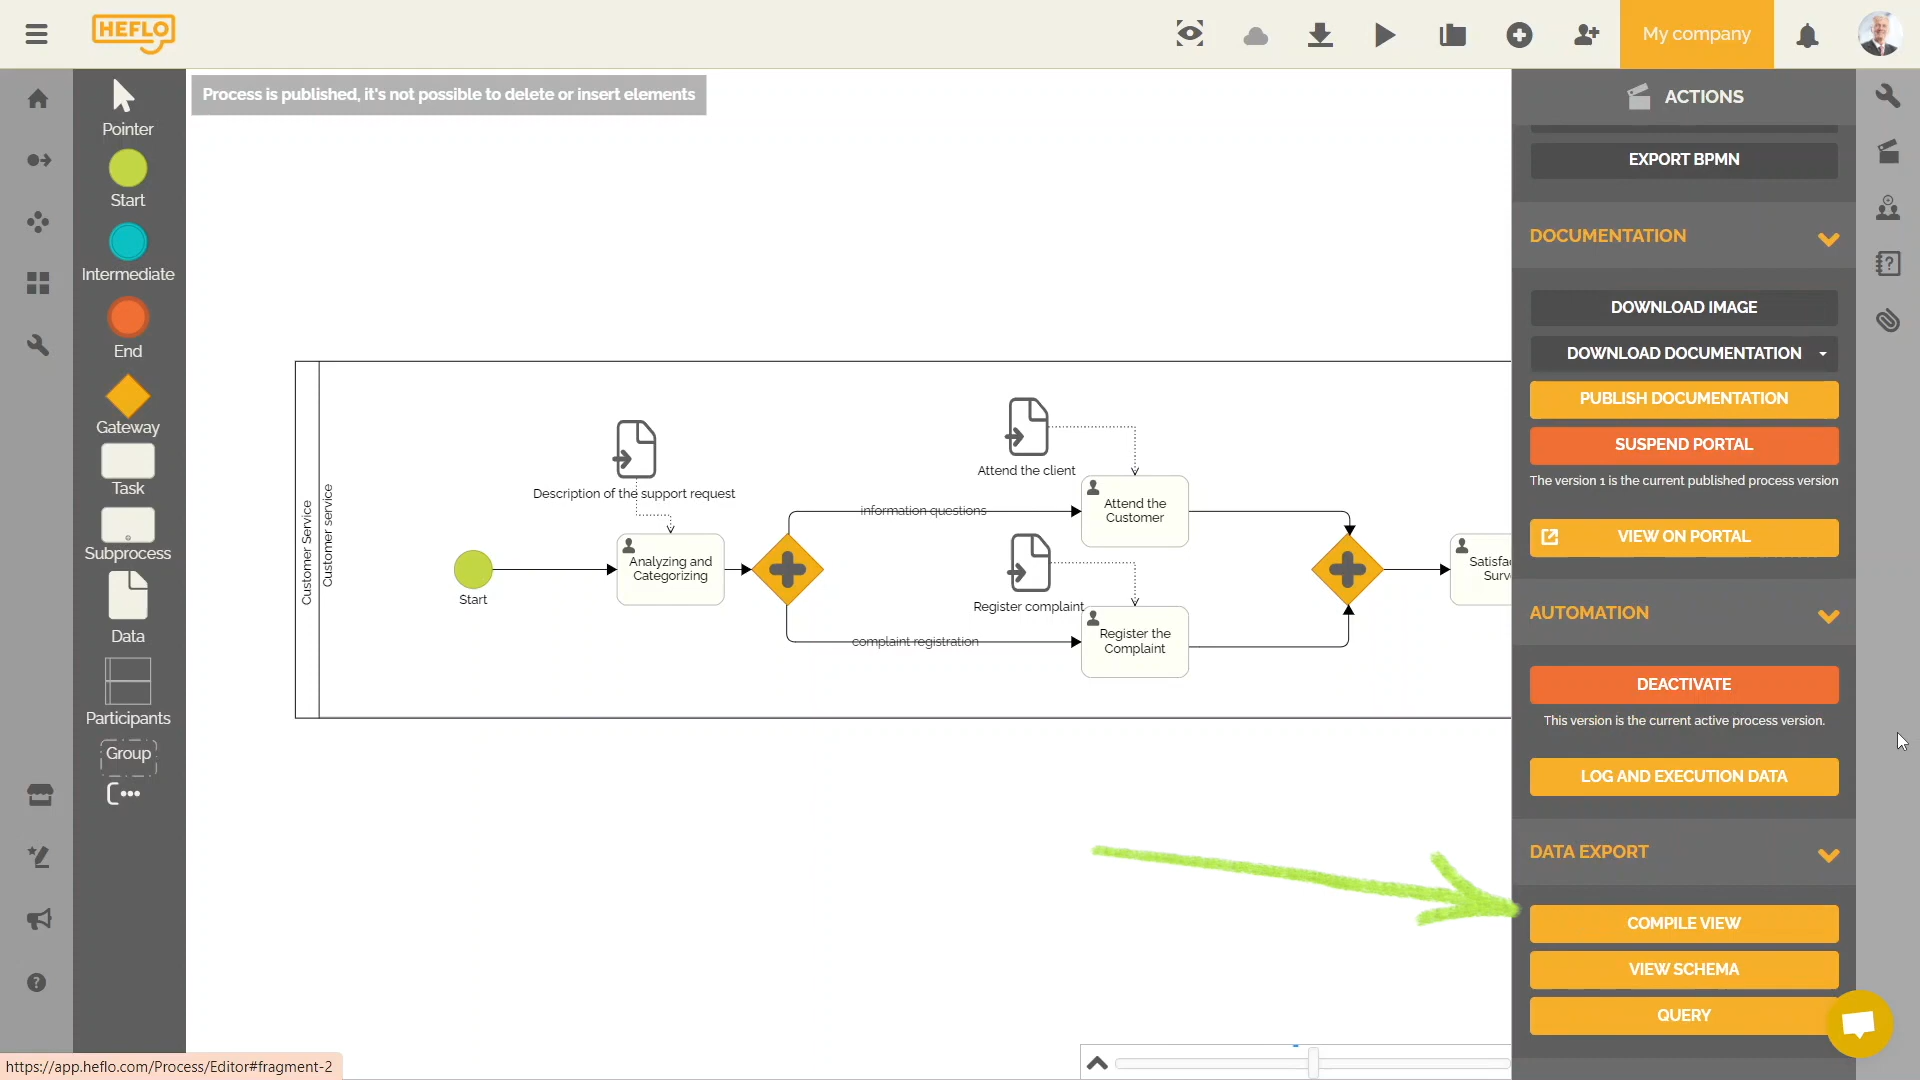 HEFLO
My company
Process is published, it's not possible to delete or insert elements
Pointer
Start
Intermediate
End
Gateway
Task
Subprocess
Data
Participants
Group
Customer Service
Customer service
Start
Description of the support request
Analyzing and
Categorizing
information questions
complaint registration
Attend the client
Attend the
Customer
Register complaint
Register the
Complaint
Satisfac
Surv
ACTIONS
EXPORT BPMN
DOCUMENTATION
DOWNLOAD IMAGE
DOWNLOAD DOCUMENTATION
PUBLISH DOCUMENTATION
SUSPEND PORTAL
The version 1 is the current published process version
VIEW ON PORTAL
AUTOMATION
DEACTIVATE
This version is the current active process version.
LOG AND EXECUTION DATA
DATA EXPORT
COMPILE VIEW
VIEW SCHEMA
QUERY
https://app.heflo.com/Process/Editor#fragment-2